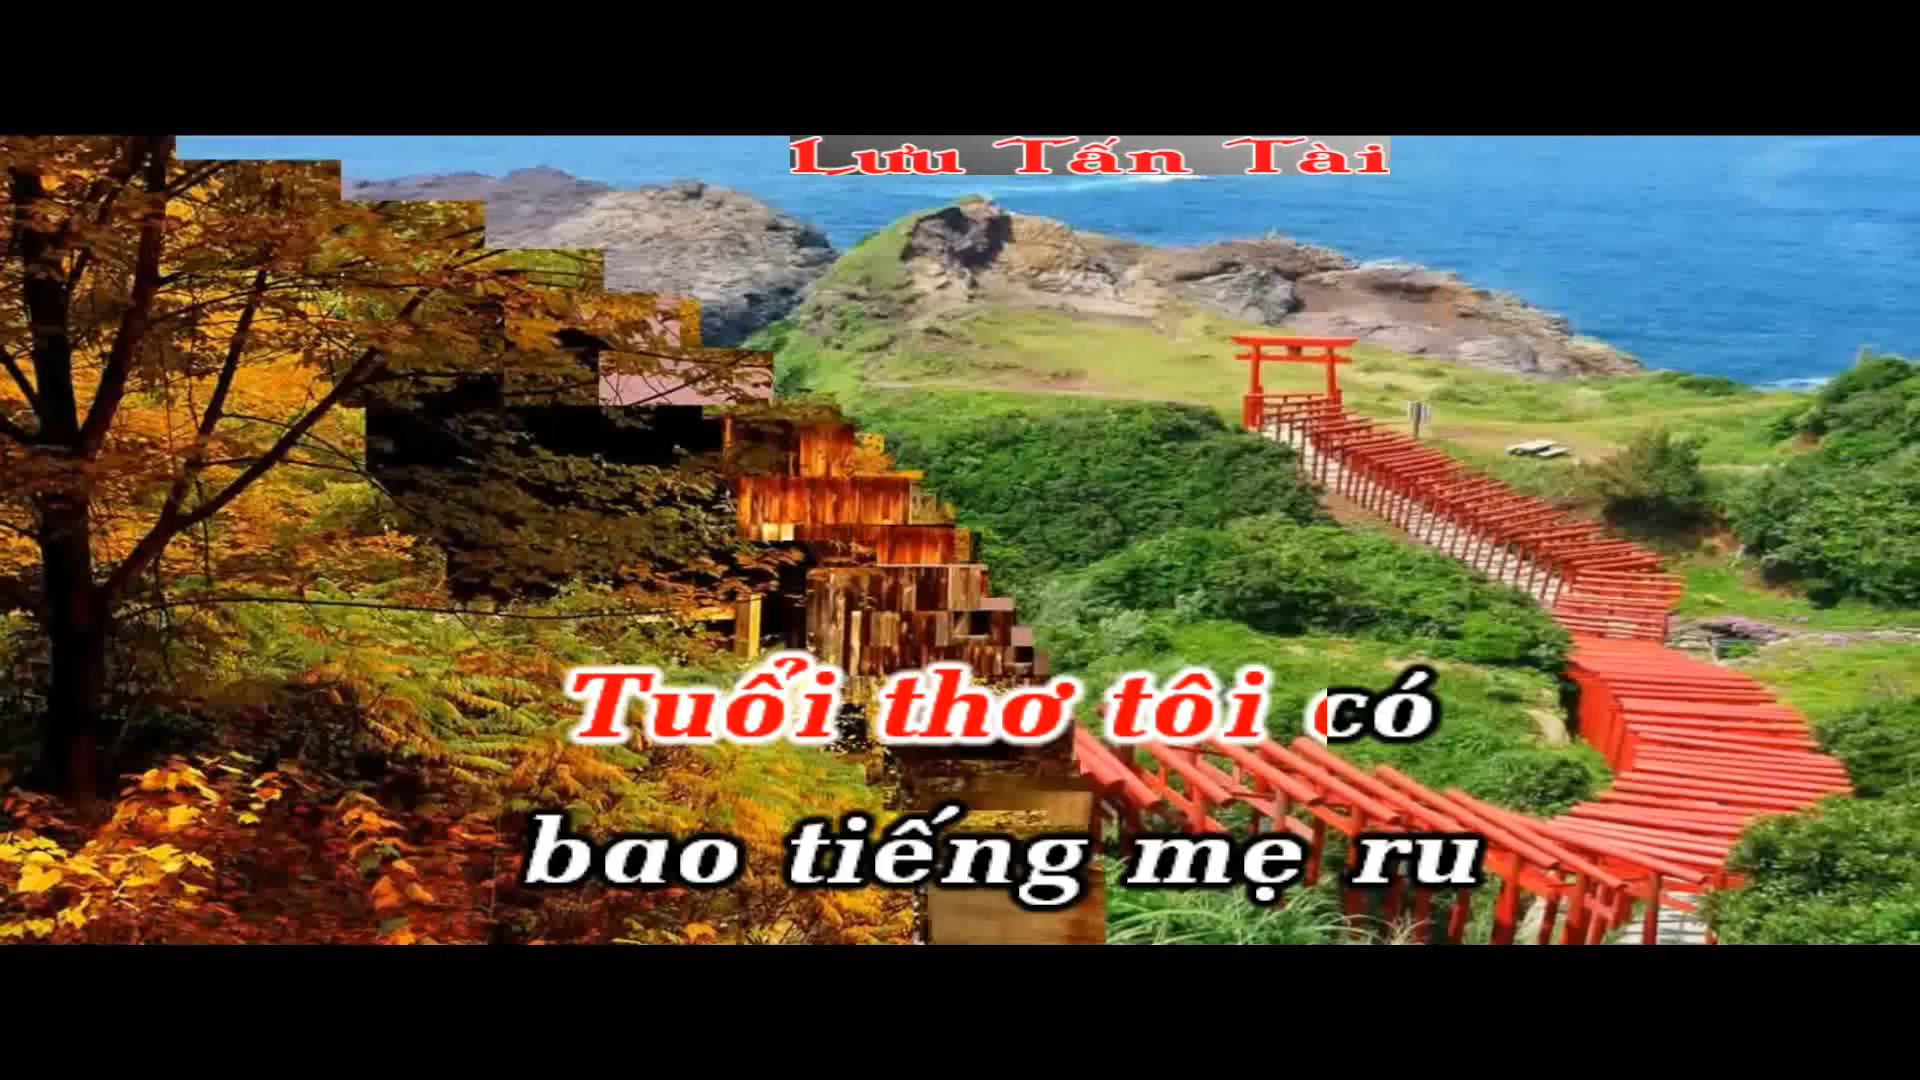 Lưu Tấn Tài
Tuổi thơ tôi có
bao tiếng mẹ ru